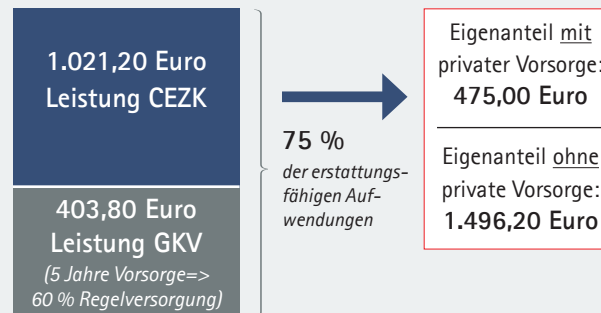 1.021,20 Euro
Leistung CEZK
403,80 Euro
Leistung GKV
(5 Jahre Vorsorge=>
60 % Regelversorgung)
75 %
der erstattungs-
fähigen Auf-
wendungen
Eigenanteil mit
privater Vorsorge:
475,00 Euro
Eigenanteil ohne
private Vorsorge:
1.496,20 Euro